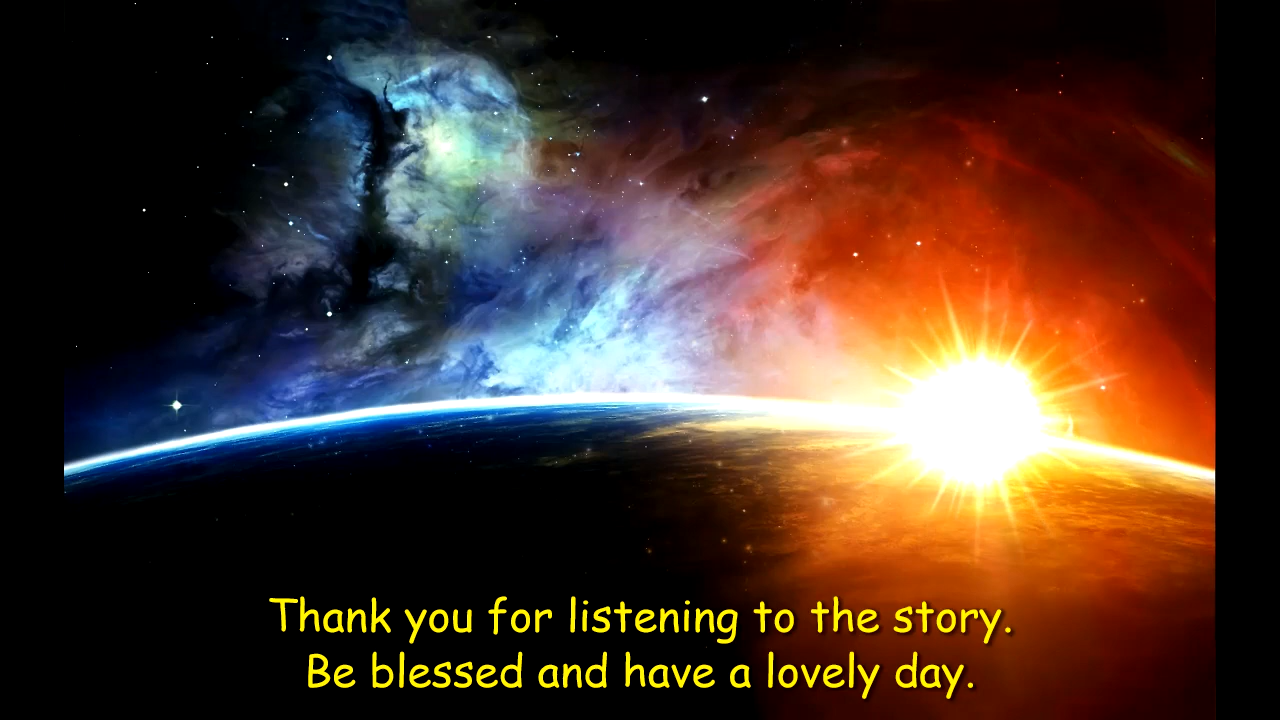 Thank you for listening to the story.
Be blessed and have a lovely day.